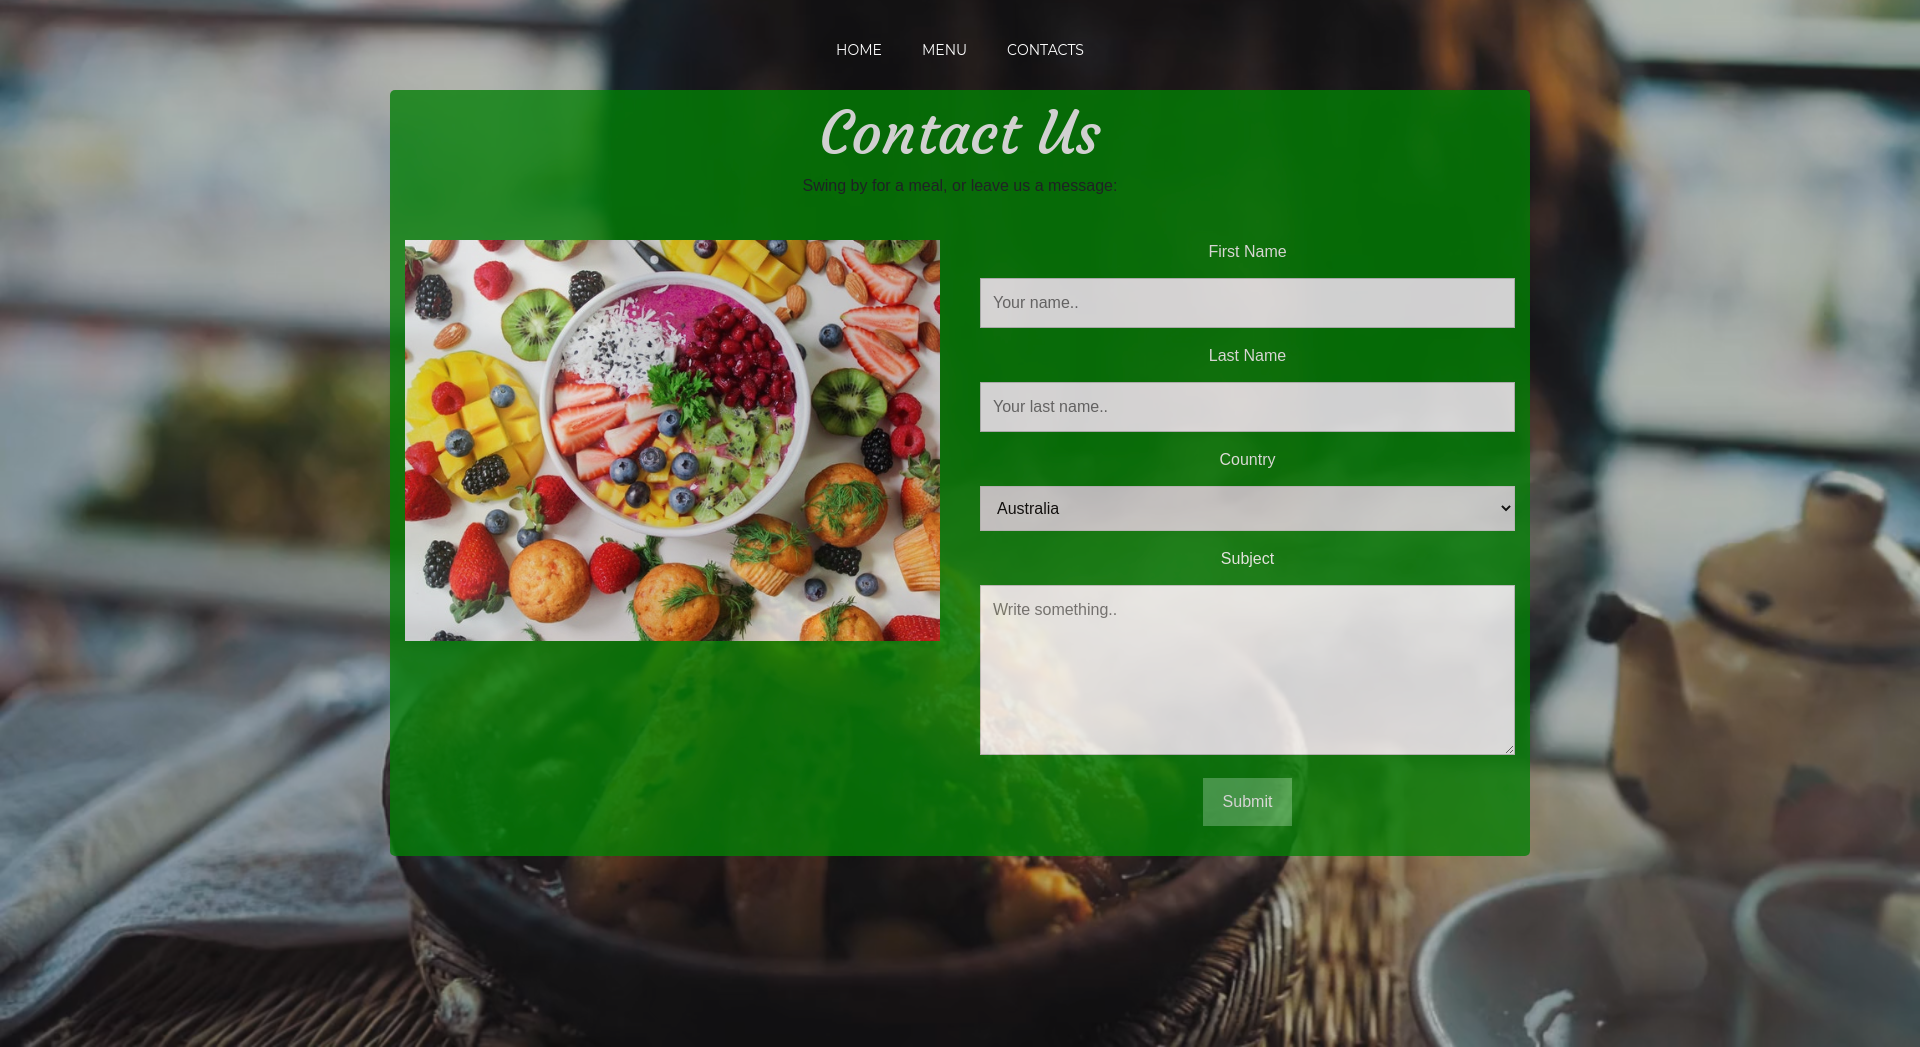 HOME MENU CONTACTS
Contact Us
Swing by for a meal, or leave us a message:
First Name
Your name..
Last Name
Your last name..
Country
Australia
Subject
Write something..
Submit